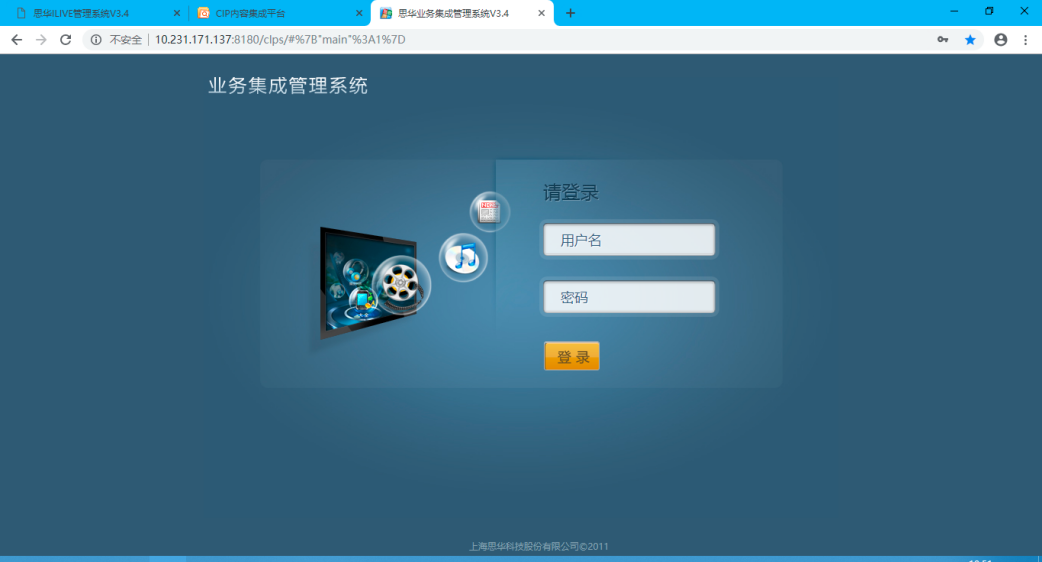 思华ILIVE管理系统V3.4
CIP内容集成平台
思华业务集成管理系统V3.4
不安全 10.231.171.137:8180/clps/#%7B"main"%3A1%7D
业务集成管理系统
请登录
用户名
密码
登 录
上海思华科技股份有限公司©2011